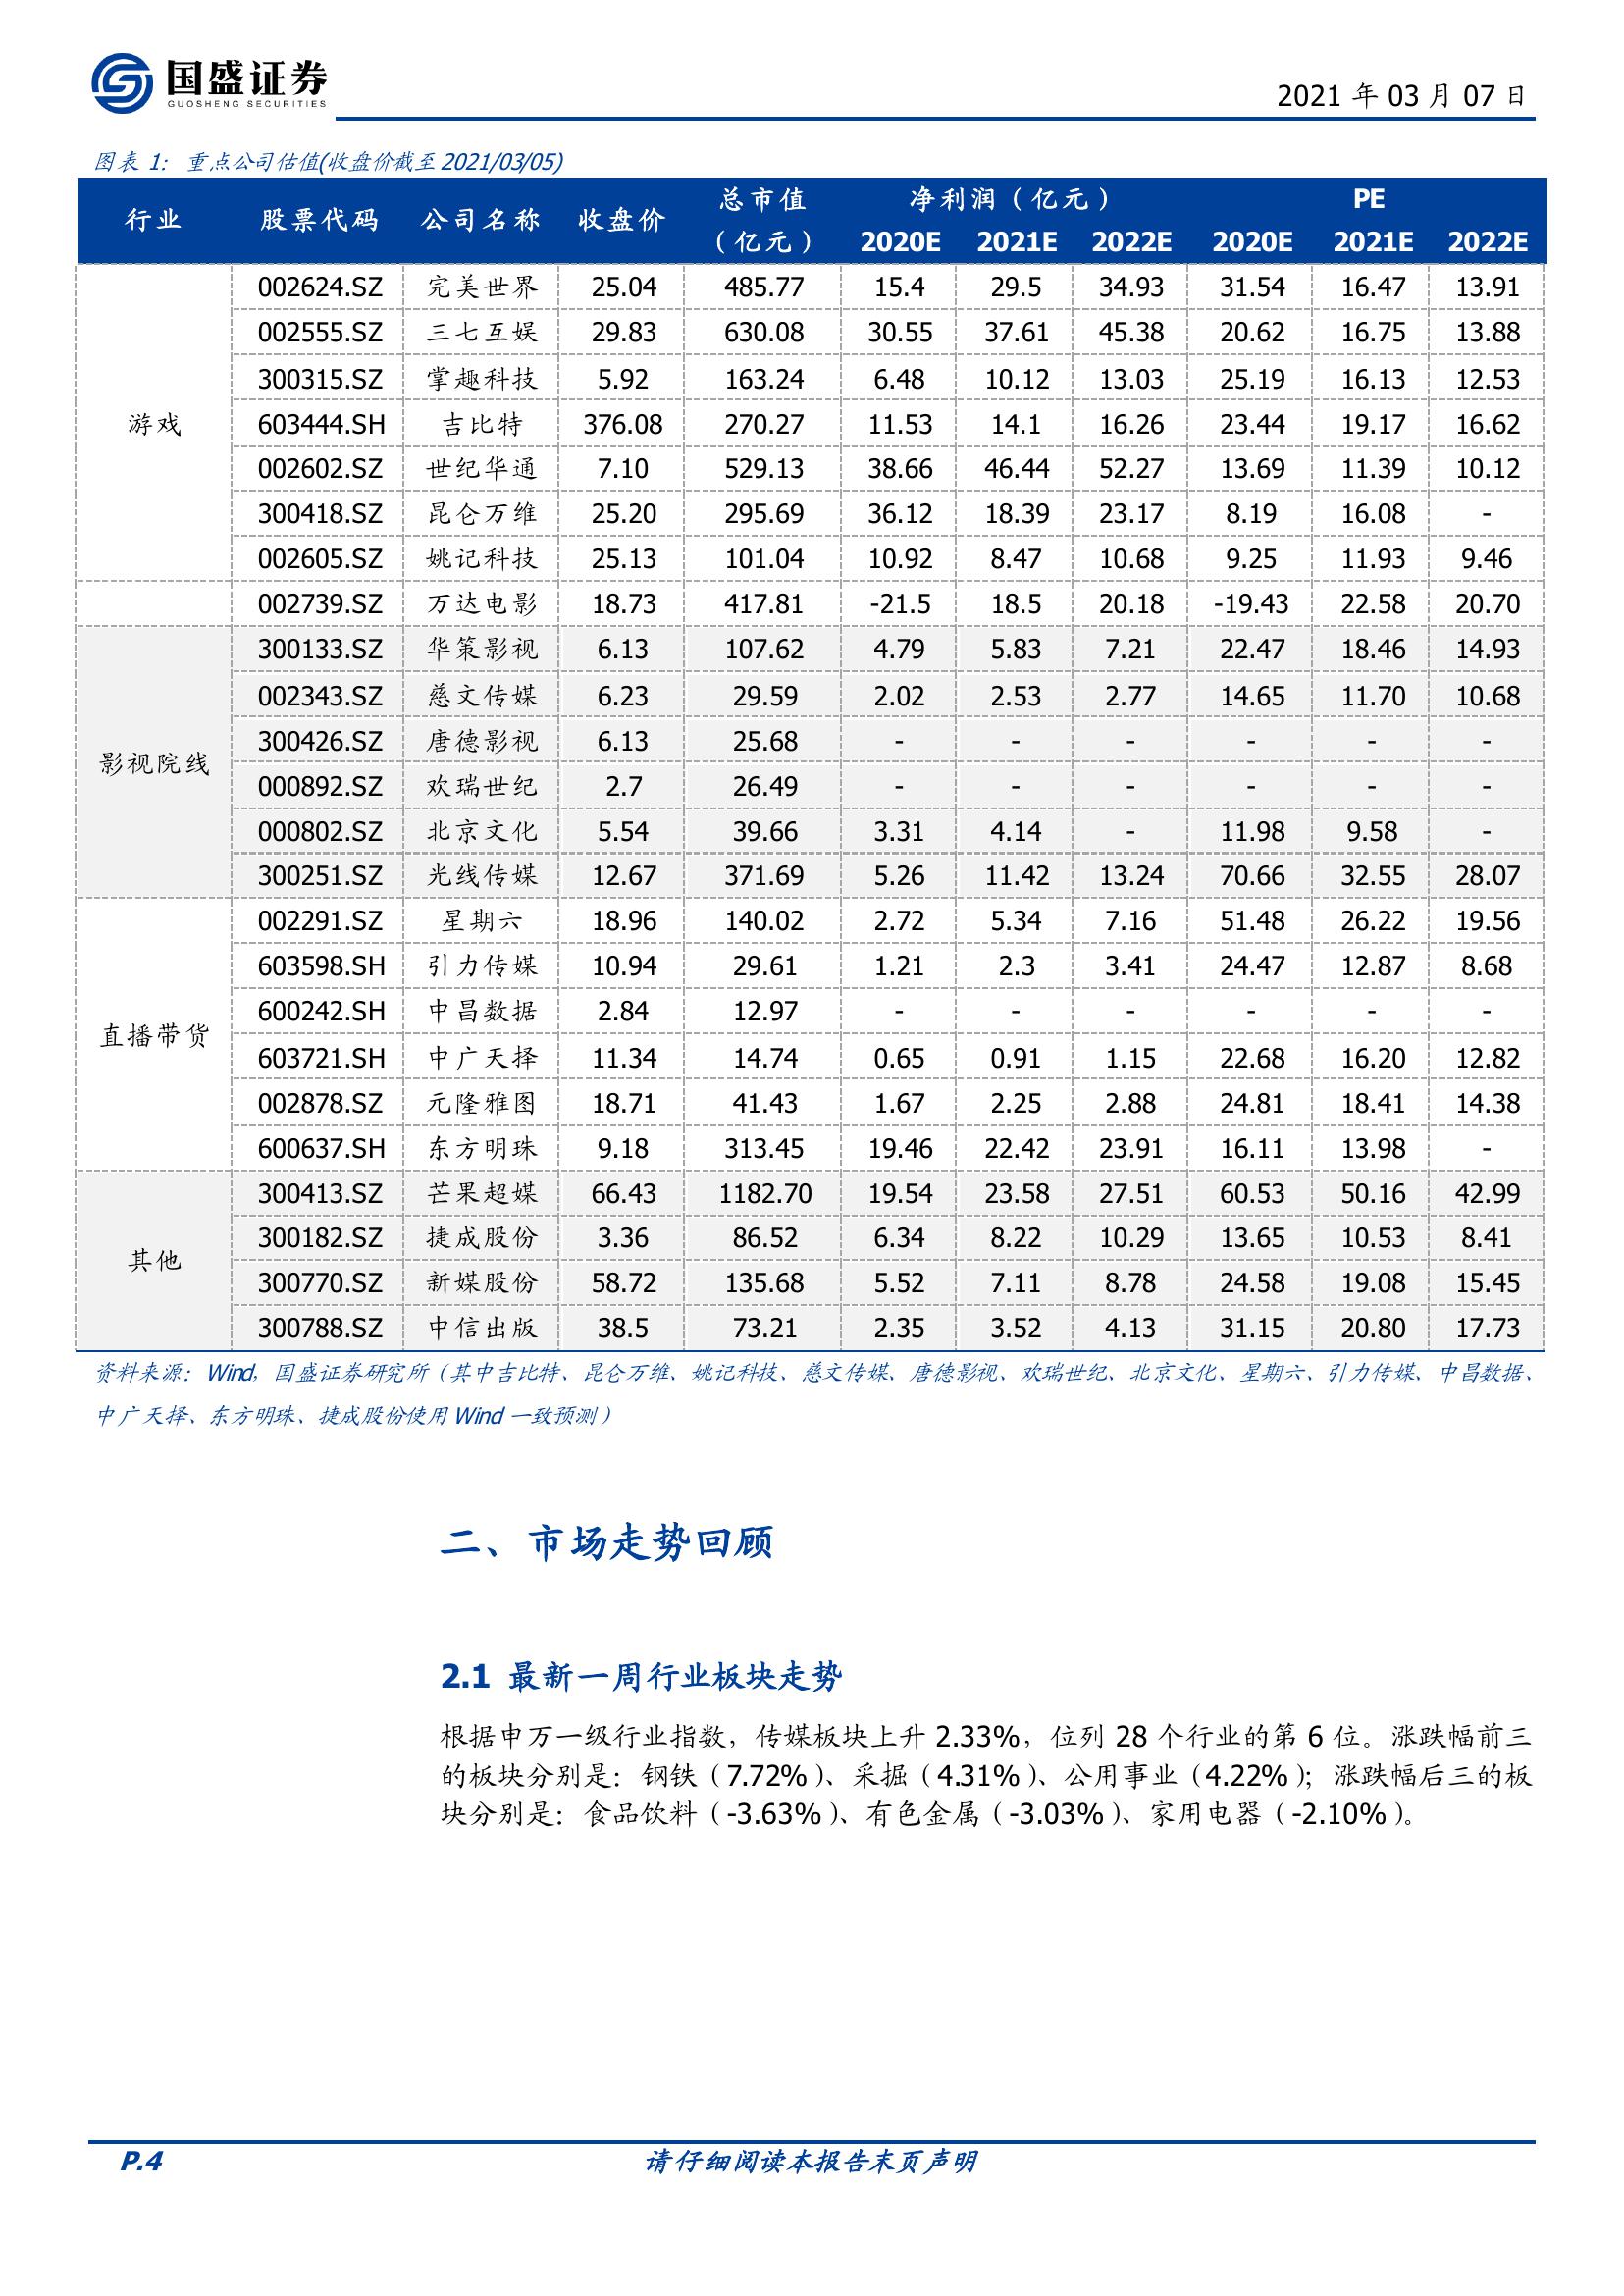 国盛证券
GUOSHENG SECURITIES
2021 年 03 月 07 日
图表 1: 重点公司估值(收盘价截至 2021/03/05)
行业 股票代码 公司名称 收盘价 总市值（亿元） 净利润（亿元） PE
2020E 2021E 2022E 2020E 2021E 2022E
游戏
002624.SZ 完美世界 25.04 485.77 15.4 29.5 34.93 31.54 16.47 13.91
002555.SZ 三七互娱 29.83 630.08 30.55 37.61 45.38 20.62 16.75 13.88
300315.SZ 掌趣科技 5.92 163.24 6.48 10.12 13.03 25.19 16.13 12.53
603444.SH 吉比特 376.08 270.27 11.53 14.1 16.26 23.44 19.17 16.62
002602.SZ 世纪华通 7.10 529.13 38.66 46.44 52.27 13.69 11.39 10.12
300418.SZ 昆仑万维 25.20 295.69 36.12 18.39 23.17 8.19 16.08 -
002605.SZ 姚记科技 25.13 101.04 10.92 8.47 10.68 9.25 11.93 9.46
002739.SZ 万达电影 18.73 417.81 -21.5 18.5 20.18 -19.43 22.58 20.70
影视院线
300133.SZ 华策影视 6.13 107.62 4.79 5.83 7.21 22.47 18.46 14.93
002343.SZ 慈文传媒 6.23 29.59 2.02 2.53 2.77 14.65 11.70 10.68
300426.SZ 唐德影视 6.13 25.68 - - - - - -
000892.SZ 欢瑞世纪 2.7 26.49 - - - - - -
000802.SZ 北京文化 5.54 39.66 3.31 4.14 - 11.98 9.58 -
300251.SZ 光线传媒 12.67 371.69 5.26 11.42 13.24 70.66 32.55 28.07
直播带货
002291.SZ 星期六 18.96 140.02 2.72 5.34 7.16 51.48 26.22 19.56
603598.SH 引力传媒 10.94 29.61 1.21 2.3 3.41 24.47 12.87 8.68
600242.SH 中昌数据 2.84 12.97 - - - - - -
603721.SH 中广天择 11.34 14.74 0.65 0.91 1.15 22.68 16.20 12.82
002878.SZ 元隆雅图 18.71 41.43 1.67 2.25 2.88 24.81 18.41 14.38
600637.SH 东方明珠 9.18 313.45 19.46 22.42 23.91 16.11 13.98 -
其他
300413.SZ 芒果超媒 66.43 1182.70 19.54 23.58 27.51 60.53 50.16 42.99
300182.SZ 捷成股份 3.36 86.52 6.34 8.22 10.29 13.65 10.53 8.41
300770.SZ 新媒股份 58.72 135.68 5.52 7.11 8.78 24.58 19.08 15.45
300788.SZ 中信出版 38.5 73.21 2.35 3.52 4.13 31.15 20.80 17.73
资料来源：Wind，国盛证券研究所（其中吉比特、昆仑万维、姚记科技、慈文传媒、唐德影视、欢瑞世纪、北京文化、星期六、引力传媒、中昌数据、
中广天择、东方明珠、捷成股份使用 Wind 一致预测）
二、市场走势回顾
2.1 最新一周行业板块走势
根据申万一级行业指数，传媒板块上升 2.33%，位列 28 个行业的第 6 位。涨跌幅前三
的板块分别是：钢铁（7.72%）、采掘（4.31%）、公用事业（4.22%）；涨跌幅后三的板
块分别是：食品饮料（-3.63%）、有色金属（-3.03%）、家用电器（-2.10%）。
P.4 请仔细阅读本报告末页声明